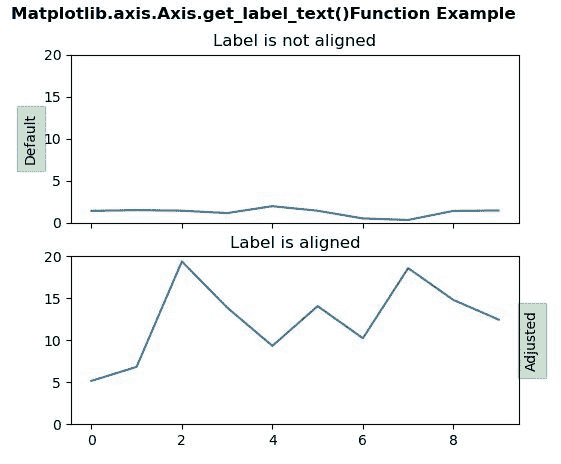 Matplotlib.axis.Axis.get_label_text()Function Example
Label is not aligned
20
15
10
5
0
Default
Label is aligned
20
15
10
5
0
Adjusted
0 2 4 6 8